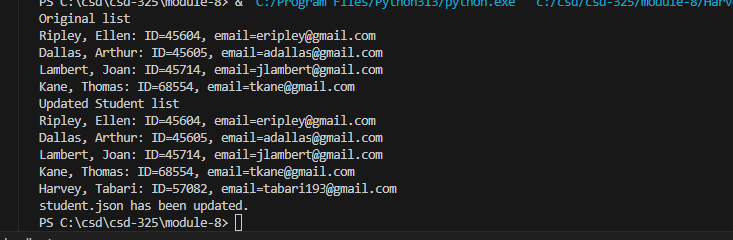 PS C:\csd\csd-325\module-8> & "C:/Program Files/Python313/python.exe" "c:/csd/csd-325/module-8/Harv
Original list
Ripley, Ellen: ID=45604, email=eripley@gmail.com
Dallas, Arthur: ID=45605, email=adallas@gmail.com
Lambert, Joan: ID=45714, email=jlambert@gmail.com
Kane, Thomas: ID=68554, email=tkane@gmail.com
Updated Student list
Ripley, Ellen: ID=45604, email=eripley@gmail.com
Dallas, Arthur: ID=45605, email=adallas@gmail.com
Lambert, Joan: ID=45714, email=jlambert@gmail.com
Kane, Thomas: ID=68554, email=tkane@gmail.com
Harvey, Tabari: ID=57082, email=tabari193@gmail.com
student.json has been updated.
PS C:\csd\csd-325\module-8>